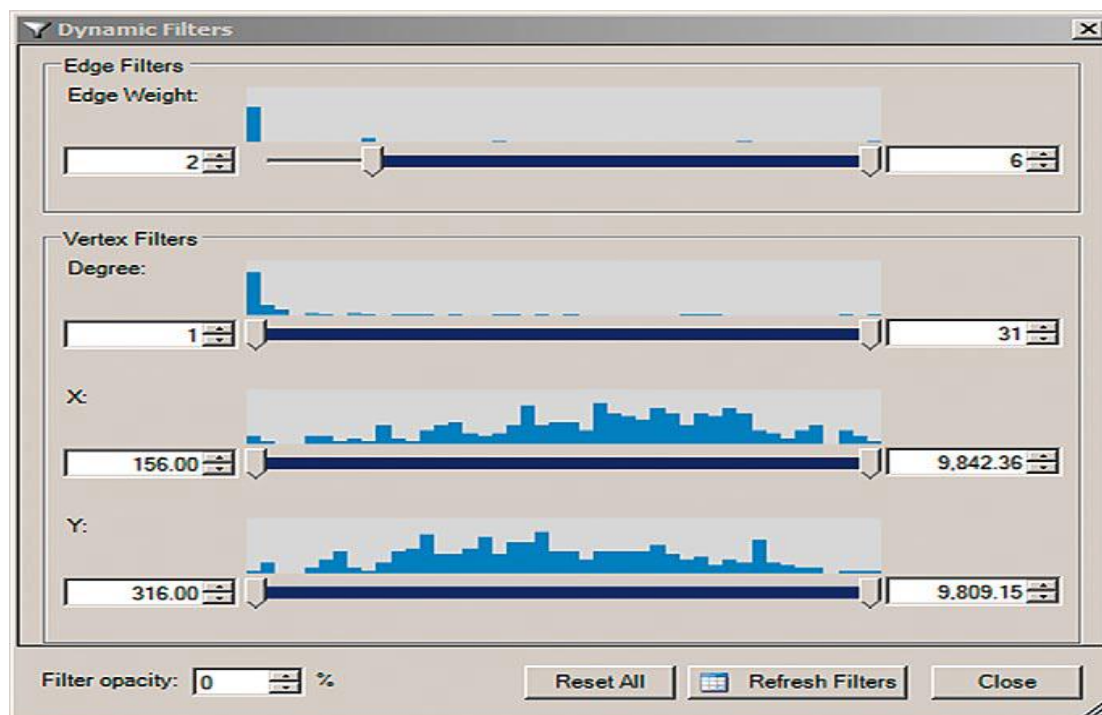 Dynamic Filters
Edge Filters
Edge Weight:
2 6
Vertex Filters
Degree:
1 31
X:
156.00 9,842.36
Y:
316.00 9,809.15
Filter opacity: 0 % Reset All Refresh Filters Close